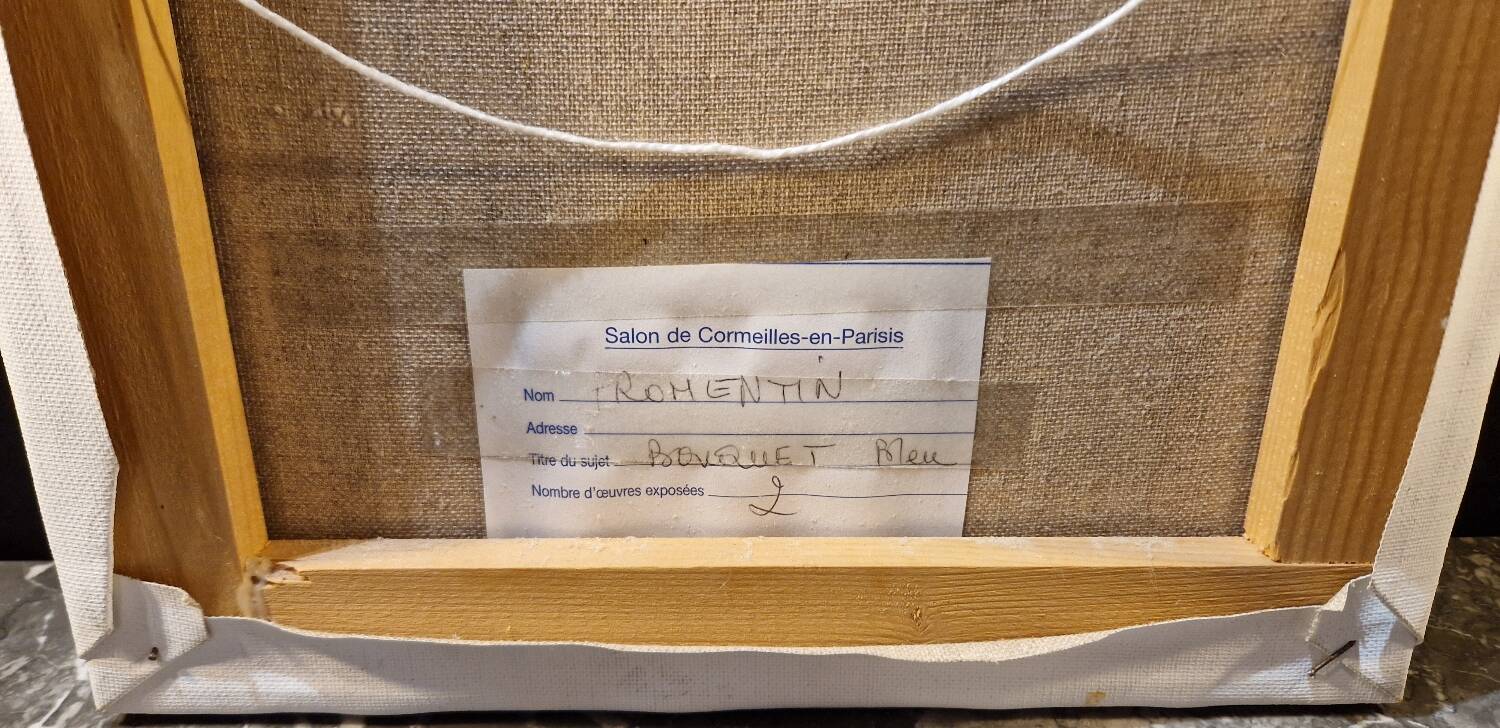 Salon de Cormeilles-en-Parisis
Nom FROMENTIN
Adresse
Titre du sujet BOUQUET Bleu
Nombre d'œuvres exposées 2